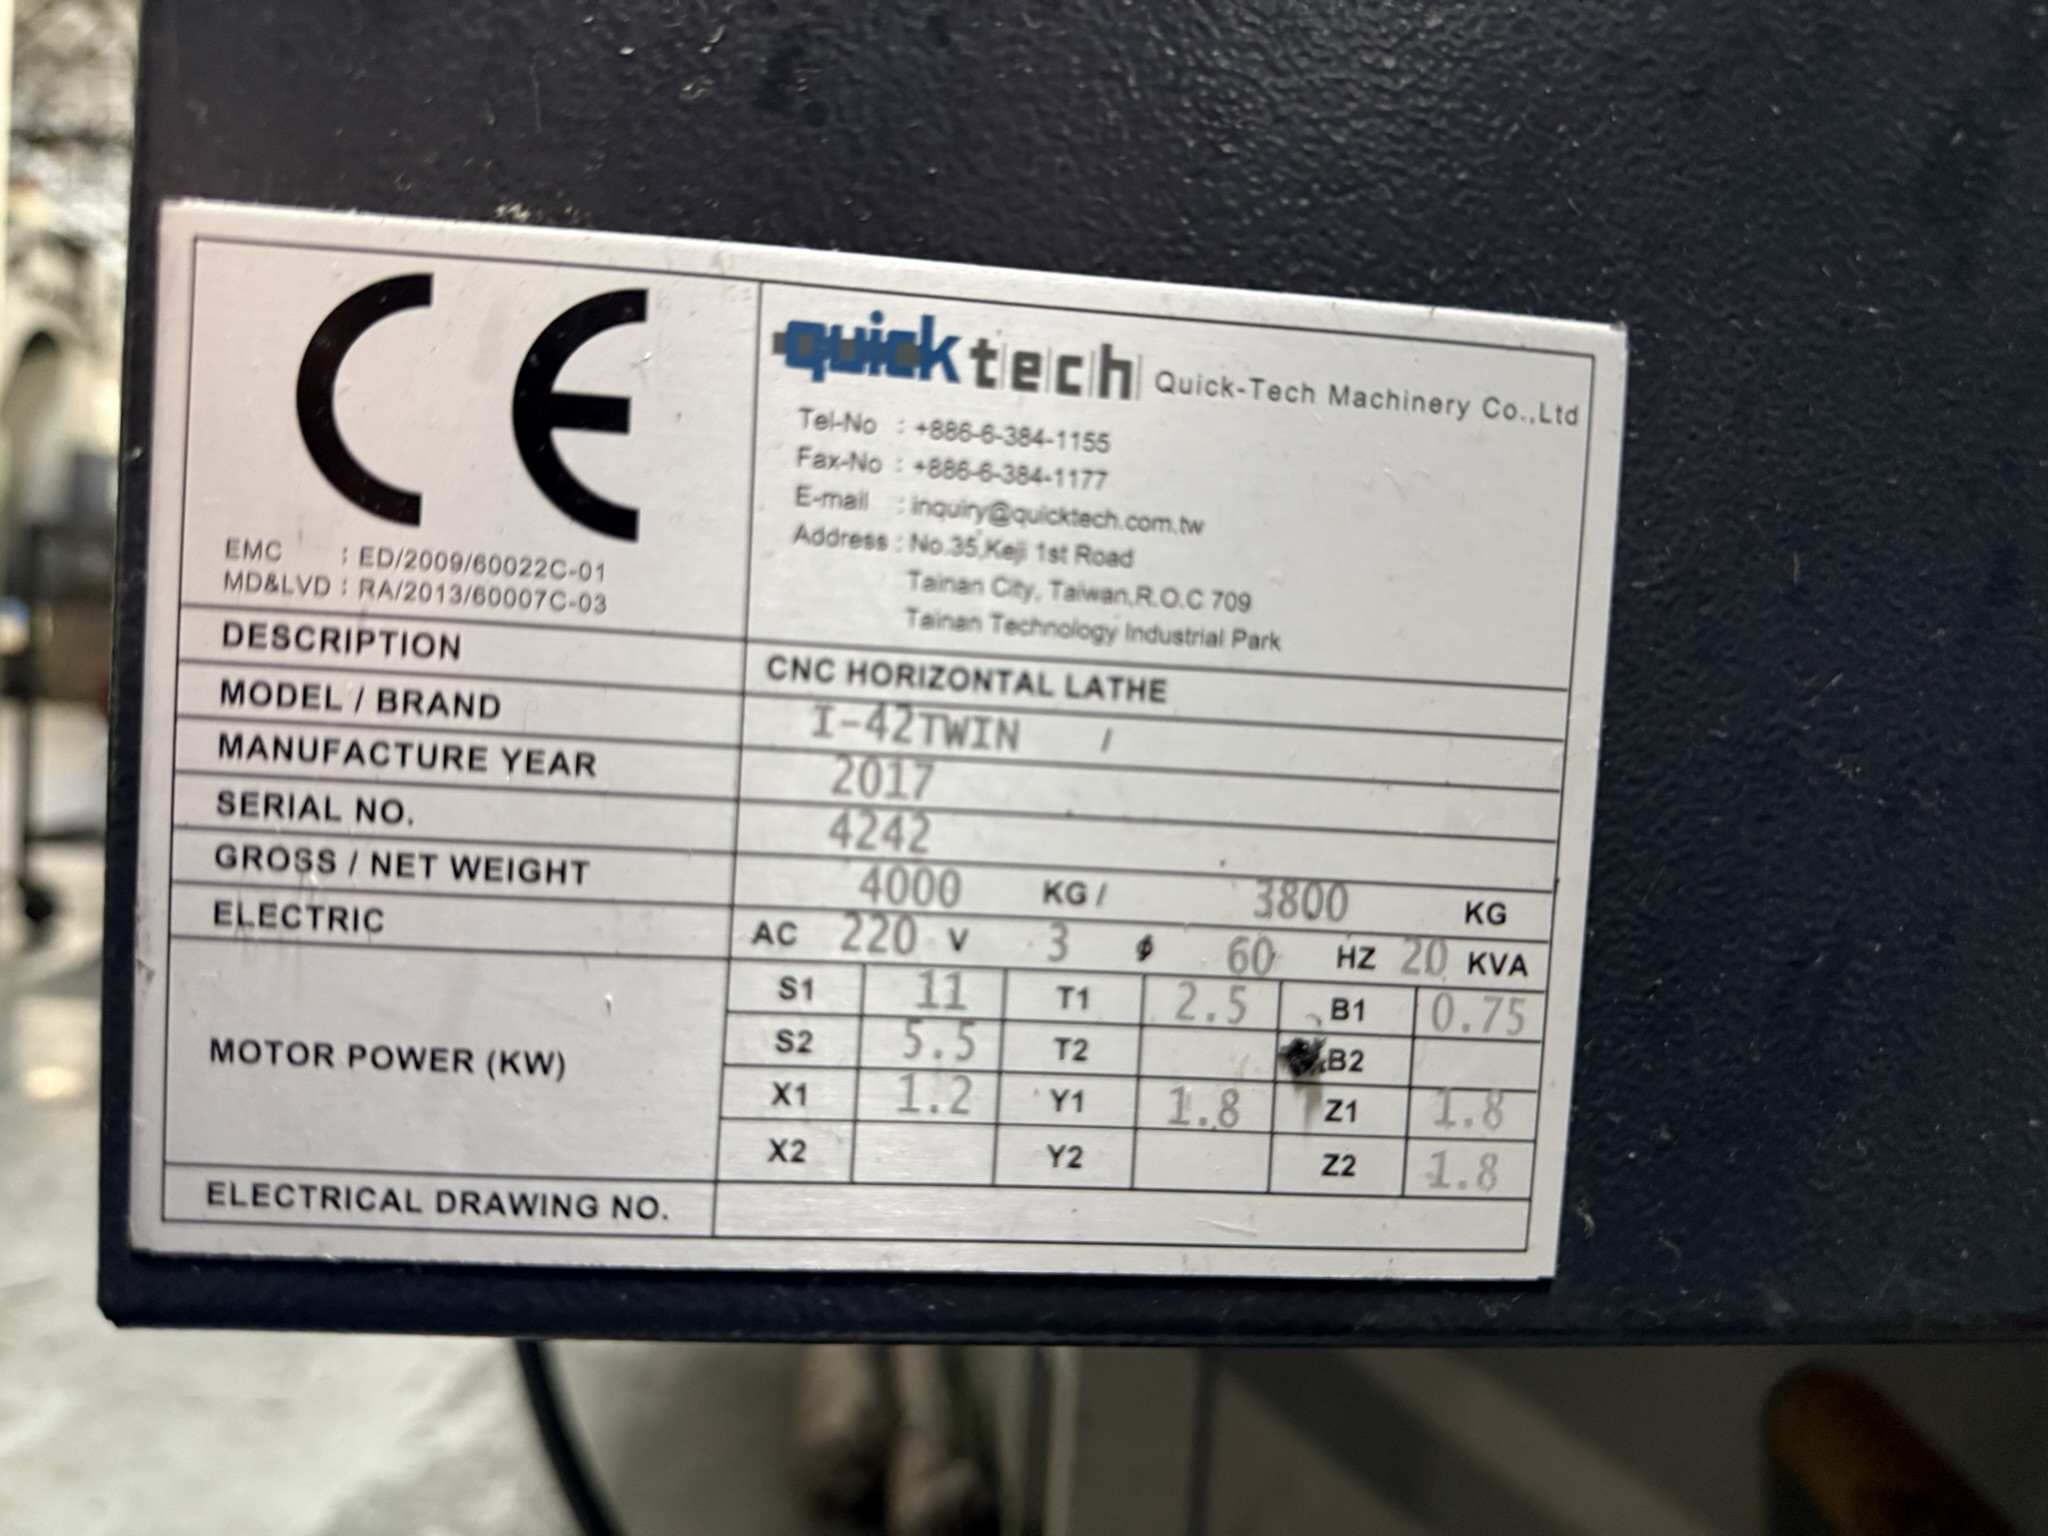 CE
EMC : ED/2009/60022C-01
MD&LVD : RA/2013/60007C-03
quicktech Quick-Tech Machinery Co.,Ltd
Tel-No : +886-6-384-1155
Fax-No : +886-6-384-1177
E-mail : inquiry@quicktech.com.tw
Address : No.35,Keji 1st Road
Tainan City, Taiwan,R.O.C 709
Tainan Technology Industrial Park
DESCRIPTION CNC HORIZONTAL LATHE
MODEL / BRAND I-42TWIN /
MANUFACTURE YEAR 2017
SERIAL NO. 4242
GROSS / NET WEIGHT 4000 KG / 3800 KG
ELECTRIC AC 220 V 3 ϕ 60 HZ 20 KVA
MOTOR POWER (KW)
S1 11 T1 2.5 B1 0.75
S2 5.5 T2 B2
X1 1.2 Y1 1.8 Z1 1.8
X2 Y2 Z2 1.8
ELECTRICAL DRAWING NO.